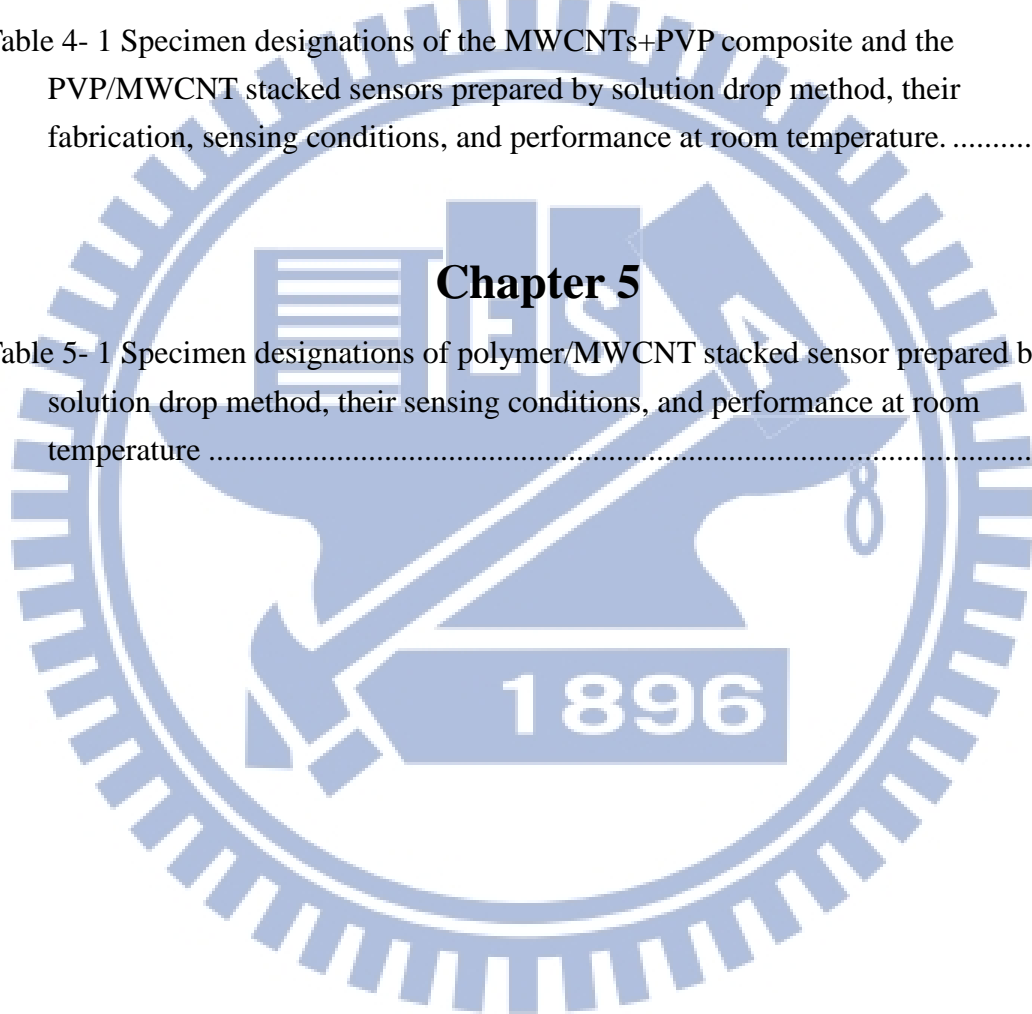 Table 4- 1 Specimen designations of the MWCNTs+PVP composite and the
PVP/MWCNT stacked sensors prepared by solution drop method, their
fabrication, sensing conditions, and performance at room temperature. ..........
Chapter 5
Table 5- 1 Specimen designations of polymer/MWCNT stacked sensor prepared b
solution drop method, their sensing conditions, and performance at room
temperature ........................................................................................................
E S A
8
1896